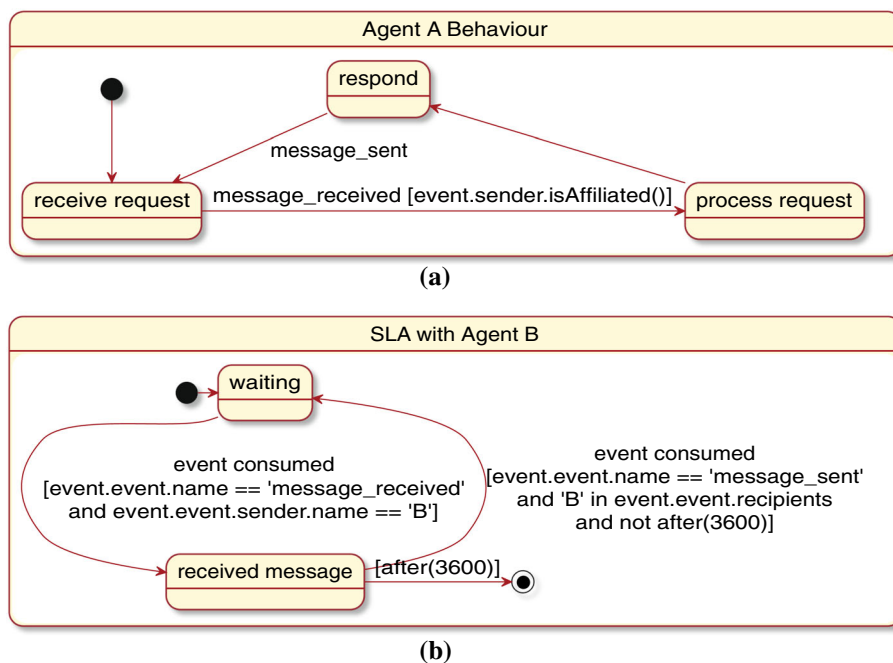 Agent A Behaviour
respond
message_sent
receive request
message_received [event.sender.isAffiliated()]
process request
(a)
SLA with Agent B
waiting
event consumed
[event.event.name == 'message_received'
and event.event.sender.name == 'B']
event consumed
[event.event.name == 'message_sent'
and 'B' in event.event.recipients
and not after(3600)]
received message
[after(3600)]
(b)